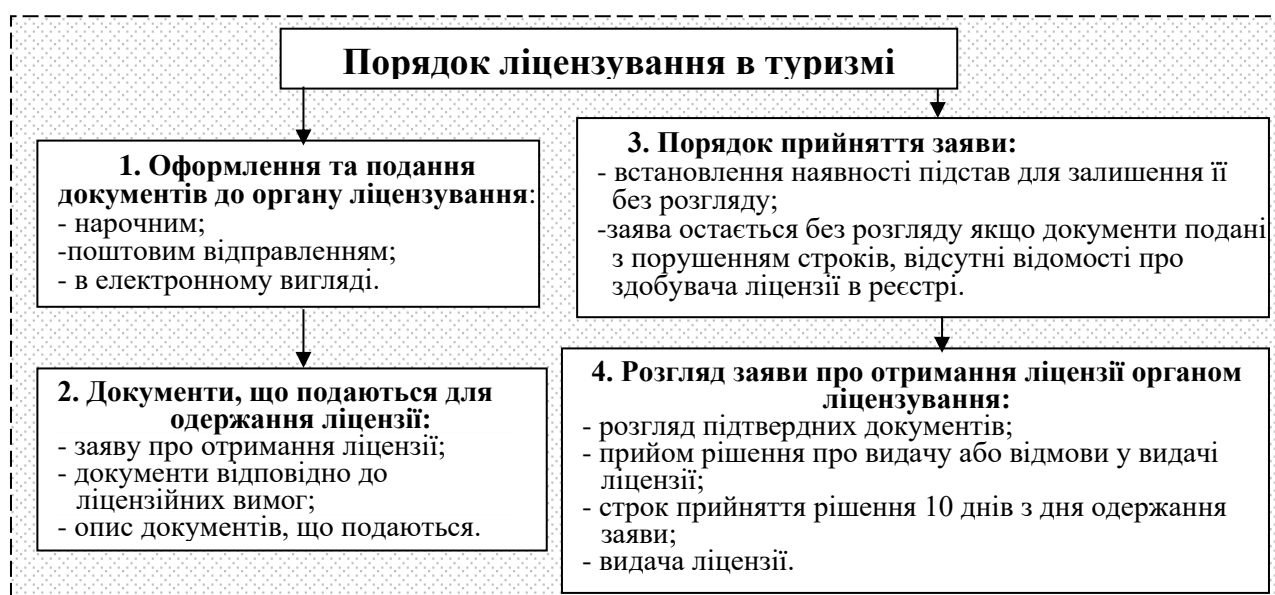 Порядок ліцензування в туризмі
1. Оформлення та подання
документів до органу ліцензування:
- нарочним;
-поштовим відправленням;
- в електронному вигляді.
2. Документи, що подаються для
одержання ліцензії:
- заяву про отримання ліцензії;
- документи відповідно до
ліцензійних вимог;
- опис документів, що подаються.
3. Порядок прийняття заяви:
- встановлення наявності підстав для залишення її
без розгляду;
-заява остається без розгляду якщо документи подані
з порушенням строків, відсутні відомості про
здобувача ліцензії в реєстрі.
4. Розгляд заяви про отримання ліцензії органом
ліцензування:
- розгляд підтвердних документів;
- прийом рішення про видачу або відмови у видачі
ліцензії;
- строк прийняття рішення 10 днів з дня одержання
заяви;
- видача ліцензії.